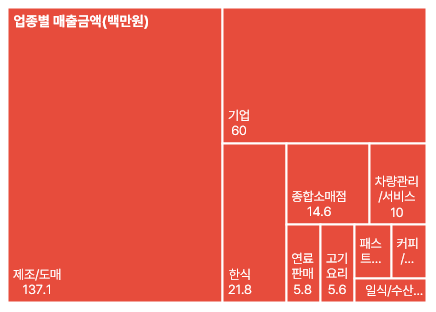 업종별 매출금액(백만원)
제조/도매
137.1
기업
60
한식
21.8
종합소매점
14.6
차량관리
/서비스
10
연료
판매
5.8
고기
요리
5.6
패스
트...
커피
/...
일식/수산...